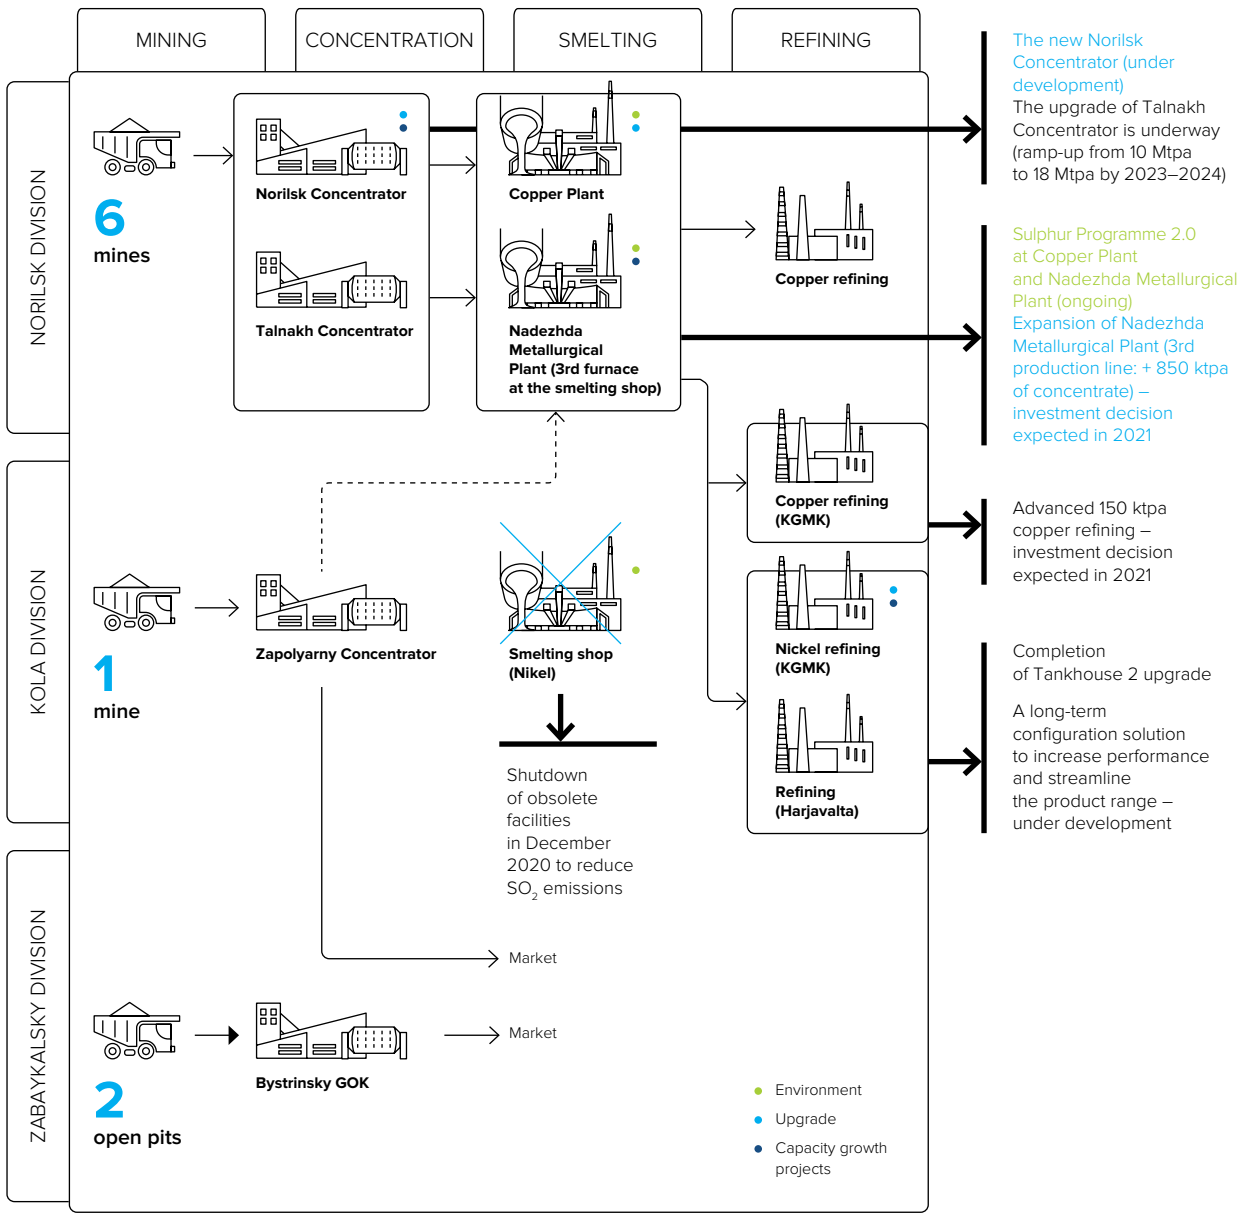 MINING
CONCENTRATION
SMELTING
REFINING
NORILSK DIVISION
6
mines
Norilsk Concentrator
Talnakh Concentrator
Copper Plant
Nadezhda
Metallurgical
Plant (3rd furnace
at the smelting shop)
Copper refining
The new Norilsk
Concentrator (under
development)
The upgrade of Talnakh
Concentrator is underway
(ramp-up from 10 Mtpa
to 18 Mtpa by 2023–2024)
Sulphur Programme 2.0
at Copper Plant
and Nadezhda Metallurgical
Plant (ongoing)
Expansion of Nadezhda
Metallurgical Plant (3rd
production line: + 850 ktpa
of concentrate) –
investment decision
expected in 2021
KOLA DIVISION
1
mine
Zapolyarny Concentrator
Smelting shop
(Nikel)
Shutdown
of obsolete
facilities
in December
2020 to reduce
SO2 emissions
Copper refining
(KGMK)
Nickel refining
(KGMK)
Refining
(Harjavalta)
Advanced 150 ktpa
copper refining –
investment decision
expected in 2021
Completion
of Tankhouse 2 upgrade
A long-term
configuration solution
to increase performance
and streamline
the product range –
under development
Market
ZABAYKALSKY DIVISION
2
open pits
Bystrinsky GOK
Market
Environment
Upgrade
Capacity growth
projects